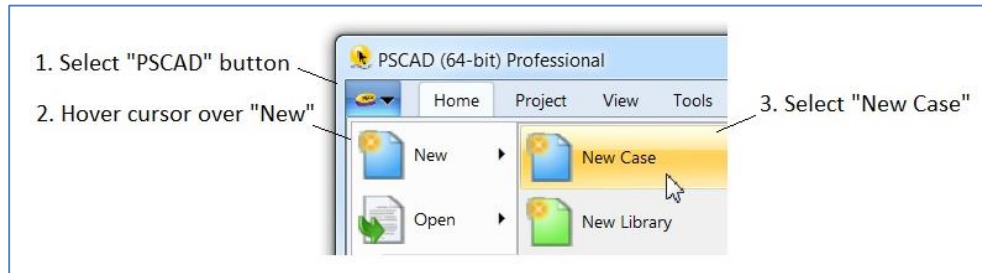 PSCAD (64-bit) Professional
1. Select "PSCAD" button
Home Project View Tools
2. Hover cursor over "New"
3. Select "New Case"
New
New Case
Open
New Library